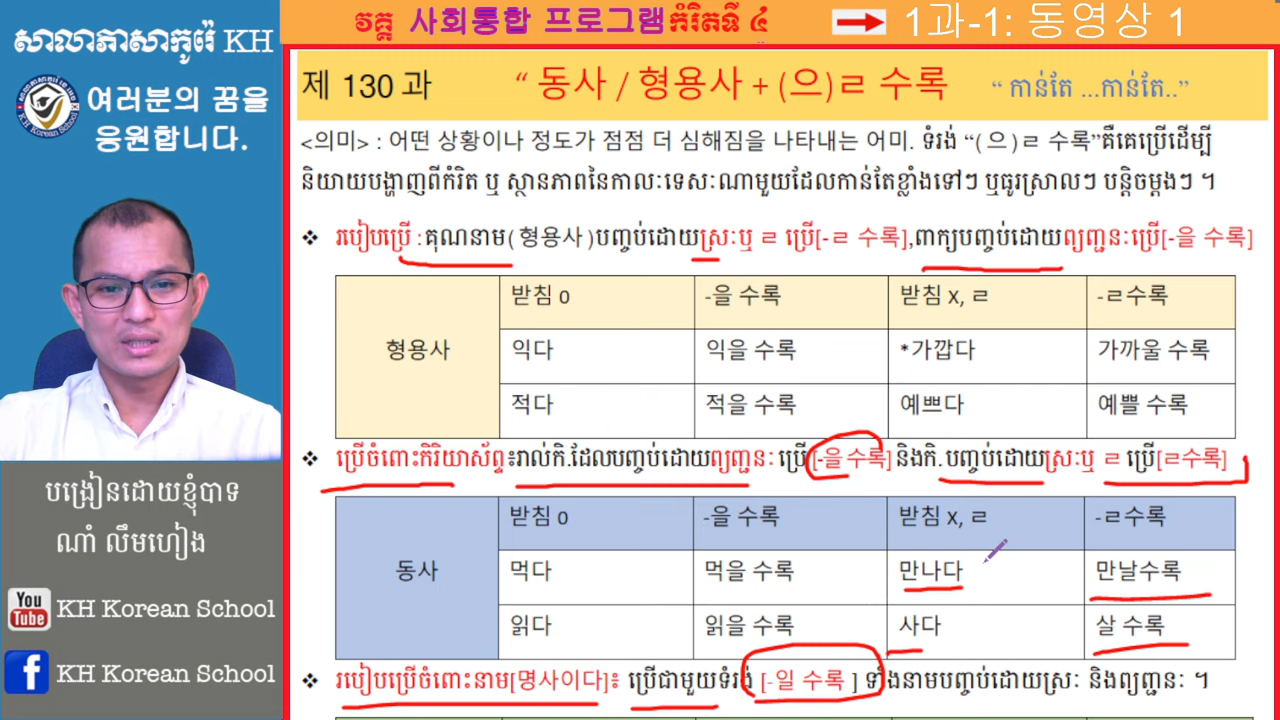 សាលាភាសាកូរ៉េ KH
여러분의 꿈을
응원합니다.
បង្រៀនដោយខ្ញុំបាទ
ណាំ លឹមហៀង
You Tube KH Korean School
KH Korean School
វគ្គ 사회통합 프로그램កំរិតទី ៤ 1과-1: 동영상 1
제 130 과 “ 동사 / 형용사 + (으)ㄹ 수록 “ កាន់តែ ...កាន់តែ..”
<의미> : 어떤 상황이나 정도가 점점 더 심해짐을 나타내는 어미. ទំរង់ “(으)ㄹ 수록”គឺគេប្រើដើម្បី
និយាយបង្ហាញពីកំរិត ឬ ស្ថានភាពនៃកាលៈទេសៈណាមួយដែលកាន់តែខ្លាំងទៅៗ ឬធូរស្រាលៗ បន្តិចម្តងៗ ។
❖ របៀបប្រើ :គុណនាម(형용사)បញ្ចប់ដោយស្រៈឬ ㄹ ប្រើ[-ㄹ 수록],ពាក្យបញ្ចប់ដោយព្យញ្ជនៈប្រើ[-을 수록]
형용사 받침 0 -을 수록 받침 X, ㄹ -ㄹ수록
익다 익을 수록 *가깝다 가까울 수록
적다 적을 수록 예쁘다 예쁠 수록
❖ ប្រើចំពោះកិរិយាស័ព្ទ៖រាល់កិ.ដែលបញ្ចប់ដោយព្យញ្ជនៈ ប្រើ[-을 수록] និងកិ. បញ្ចប់ដោយស្រៈឬ ㄹ ប្រើ[ㄹ수록]
동사 받침 0 -을 수록 받침 X, ㄹ -ㄹ수록
먹다 먹을 수록 만나다 만날수록
읽다 읽을 수록 사다 살 수록
❖ របៀបប្រើចំពោះនាម[명사이다]៖ ប្រើជាមួយទំរង់ [-일 수록 ] ទាំងនាមបញ្ចប់ដោយស្រៈ និងព្យញ្ជនៈ ។